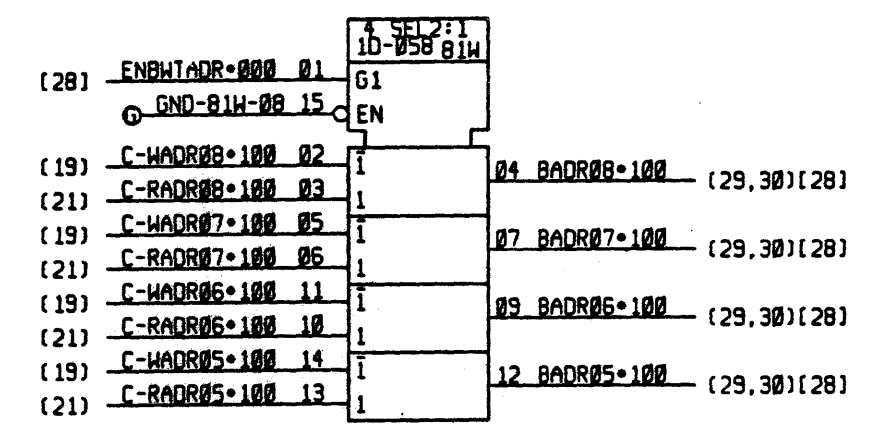 4 SEL2:1
1D-058 81W
[28] ENBWTADR•000 01 G1
G GND-81W-08 15 EN
(19) C-WADR08•100 02 1̄
04 BADR08•100 (29,30)[28]
(21) C-RADR08•100 03 1
(19) C-WADR07•100 05 1̄
07 BADR07•100 (29,30)[28]
(21) C-RADR07•100 06 1
(19) C-WADR06•100 11 1̄
09 BADR06•100 (29,30)[28]
(21) C-RADR06•100 10 1
(19) C-WADR05•100 14 1̄
12 BADR05•100 (29,30)[28]
(21) C-RADR05•100 13 1